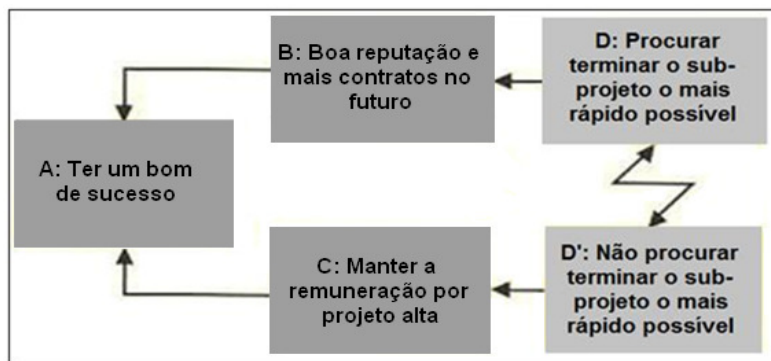 B: Boa reputação e
mais contratos no
futuro
D: Procurar
terminar o sub-
projeto o mais
rápido possível
A: Ter um bom
de sucesso
C: Manter a
remuneração por
projeto alta
D': Não procurar
terminar o sub-
projeto o mais
rápido possível